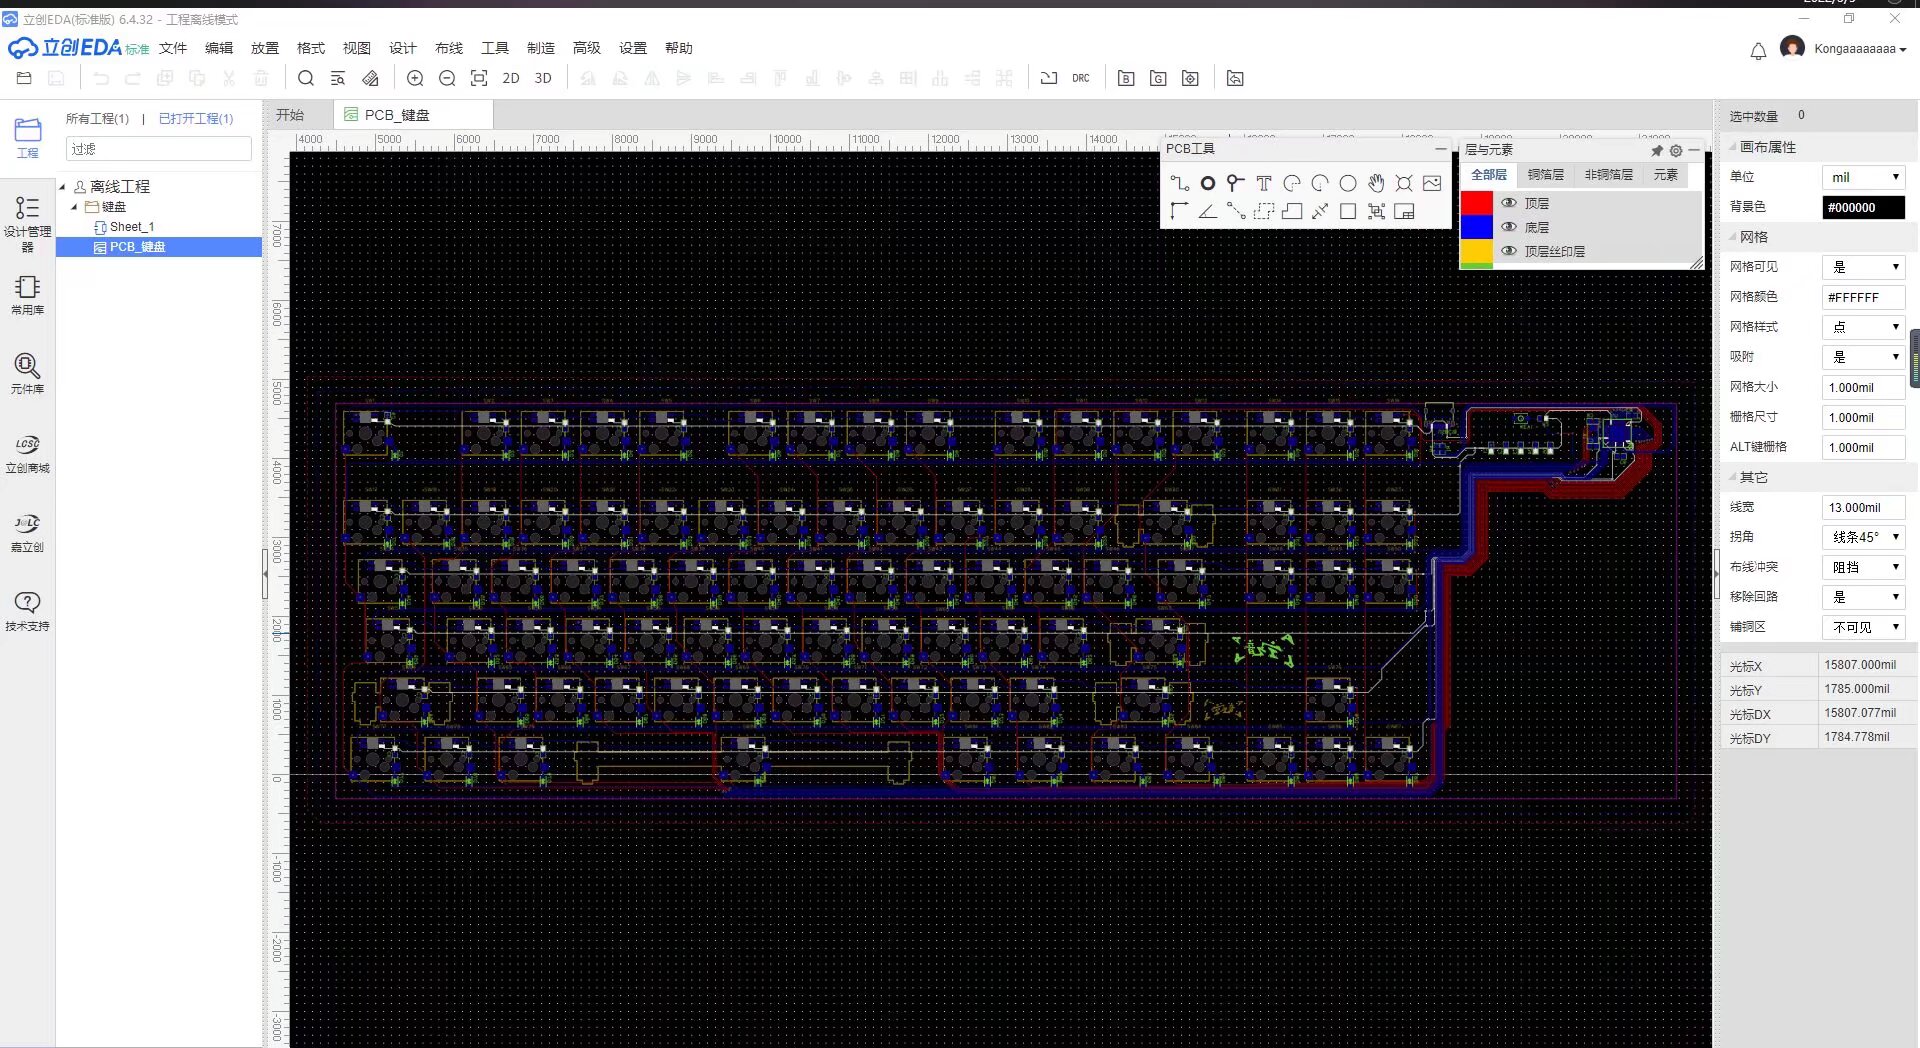 立创EDA(标准版) 6.4.32 - 工程离线模式
立创EDA 标准 文件 编辑 放置 格式 视图 设计 布线 工具 制造 高级 设置 帮助
Kongaaaaaaaa
2D 3D DRC
B G
工程
设计管理器
常用库
元件库
LCSC
立创商城
嘉立创
技术支持
所有工程(1) | 已打开工程(1)
过滤
离线工程
键盘
Sheet_1
PCB_键盘
开始 PCB_键盘
4000 5000 6000 7000 8000 9000 10000 11000 12000 13000 14000
7000
6000
5000
4000
3000
2000
1000
0
-1000
-2000
-3000
PCB工具
T
层与元素
全部层 铜箔层 非铜箔层 元素
顶层
底层
顶层丝印层
选中数量 0
画布属性
单位 mil
背景色 #000000
网格
网格可见 是
网格颜色 #FFFFFF
网格样式 点
吸附 是
网格大小 1.000mil
栅格尺寸 1.000mil
ALT键栅格 1.000mil
其它
线宽 13.000mil
拐角 线条45°
布线冲突 阻挡
移除回路 是
铺铜区 不可见
光标X 15807.000mil
光标Y 1785.000mil
光标DX 15807.077mil
光标DY 1784.778mil